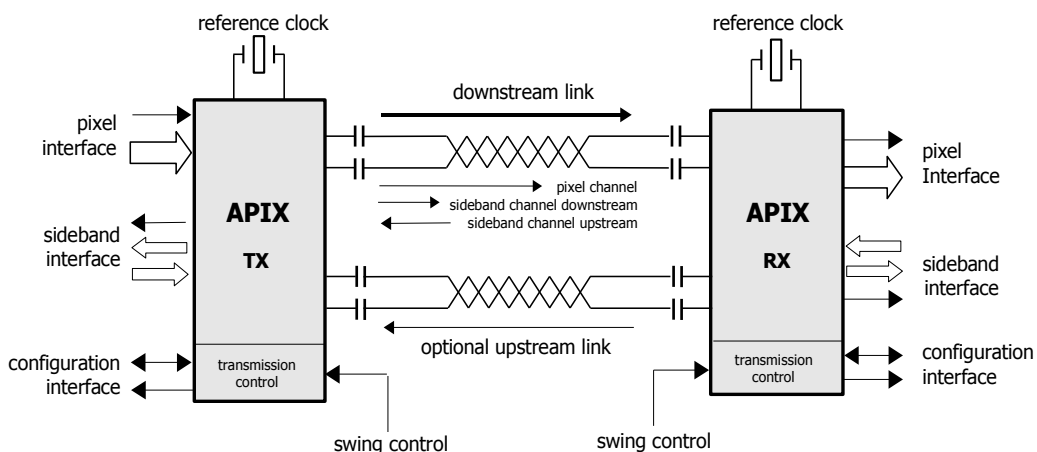 reference clock
reference clock
downstream link
pixel
interface
pixel
Interface
pixel channel
sideband channel downstream
sideband channel upstream
APIX
TX
APIX
RX
sideband
interface
sideband
interface
optional upstream link
configuration
interface
transmission
control
transmission
control
configuration
interface
swing control
swing control